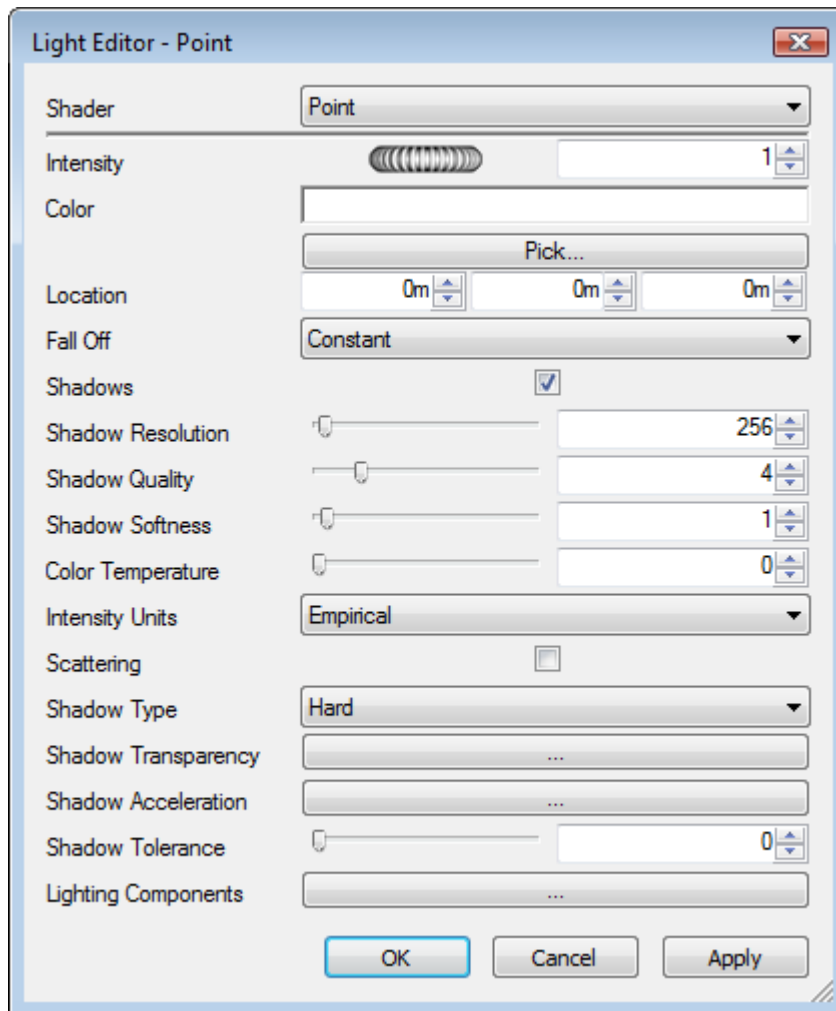 Light Editor - Point
Shader Point
Intensity 1
Color
Pick...
Location 0m 0m 0m
Fall Off Constant
Shadows
Shadow Resolution 256
Shadow Quality 4
Shadow Softness 1
Color Temperature 0
Intensity Units Empirical
Scattering
Shadow Type Hard
Shadow Transparency ...
Shadow Acceleration ...
Shadow Tolerance 0
Lighting Components ...
OK Cancel Apply